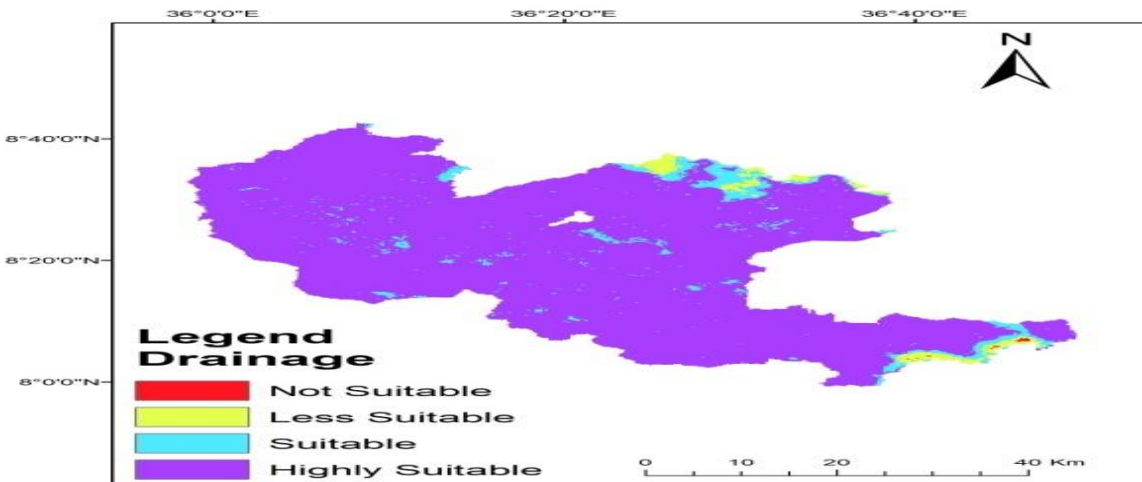 36°0'0"E 36°20'0"E 36°40'0"E
N
8°40'0"N
8°20'0"N
8°0'0"N
Legend
Drainage
Not Suitable
Less Suitable
Suitable
Highly Suitable
0 10 20 40 Km